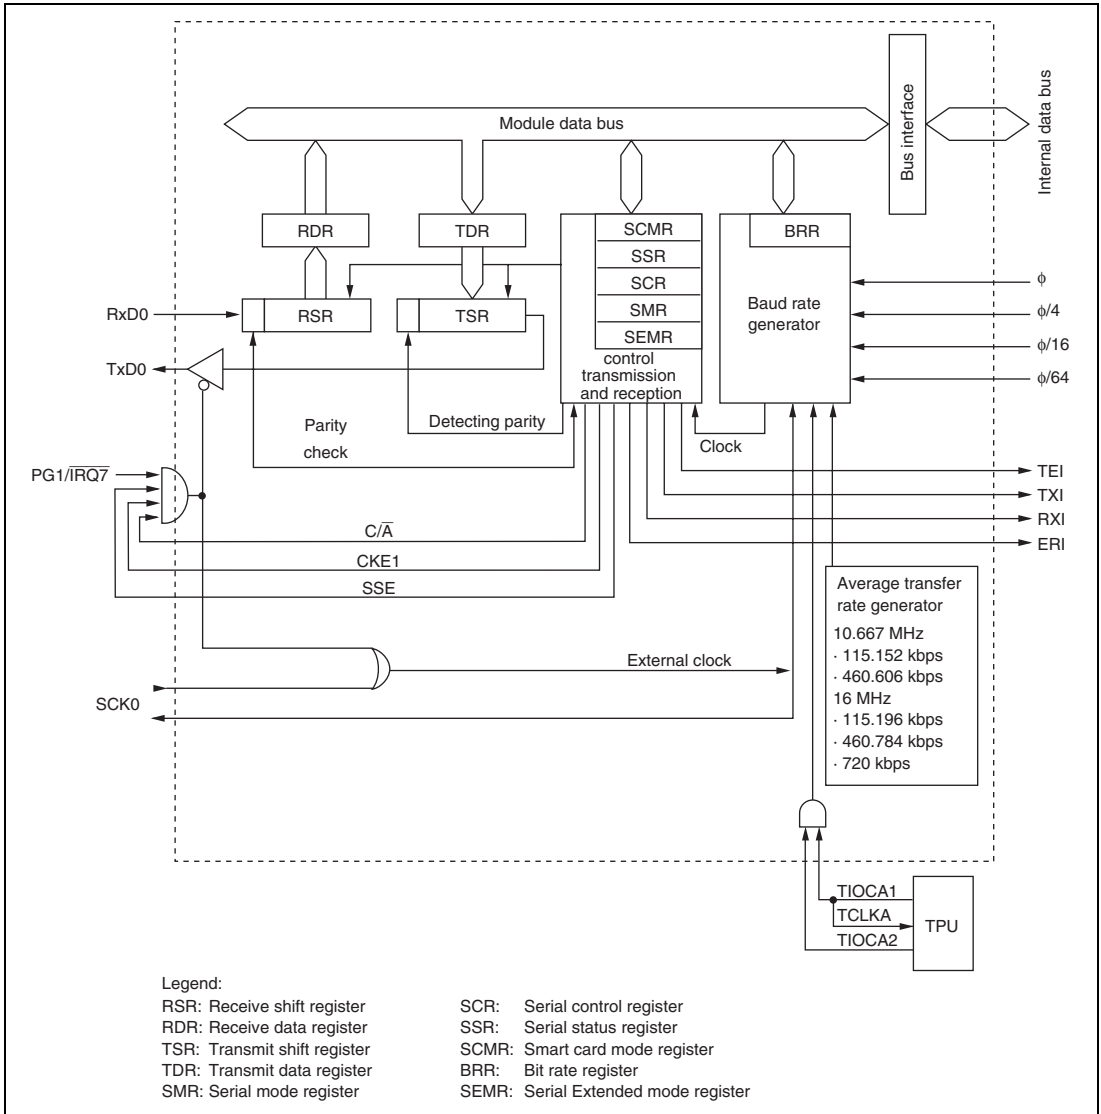 Module data bus
Bus interface
Internal data bus
RDR
TDR
SCMR
SSR
SCR
SMR
SEMR
control
transmission
and reception
BRR
Baud rate
generator
ϕ
ϕ/4
ϕ/16
ϕ/64
RxD0
RSR
TSR
TxD0
Parity
check
Detecting parity
Clock
PG1/I̅R̅Q̅7̅
TEI
TXI
RXI
ERI
C/A̅
CKE1
SSE
Average transfer
rate generator
10.667 MHz
· 115.152 kbps
· 460.606 kbps
16 MHz
· 115.196 kbps
· 460.784 kbps
· 720 kbps
External clock
SCK0
TIOCA1
TCLKA
TIOCA2
TPU
Legend:
RSR: Receive shift register
RDR: Receive data register
TSR: Transmit shift register
TDR: Transmit data register
SMR: Serial mode register
SCR: Serial control register
SSR: Serial status register
SCMR: Smart card mode register
BRR: Bit rate register
SEMR: Serial Extended mode register